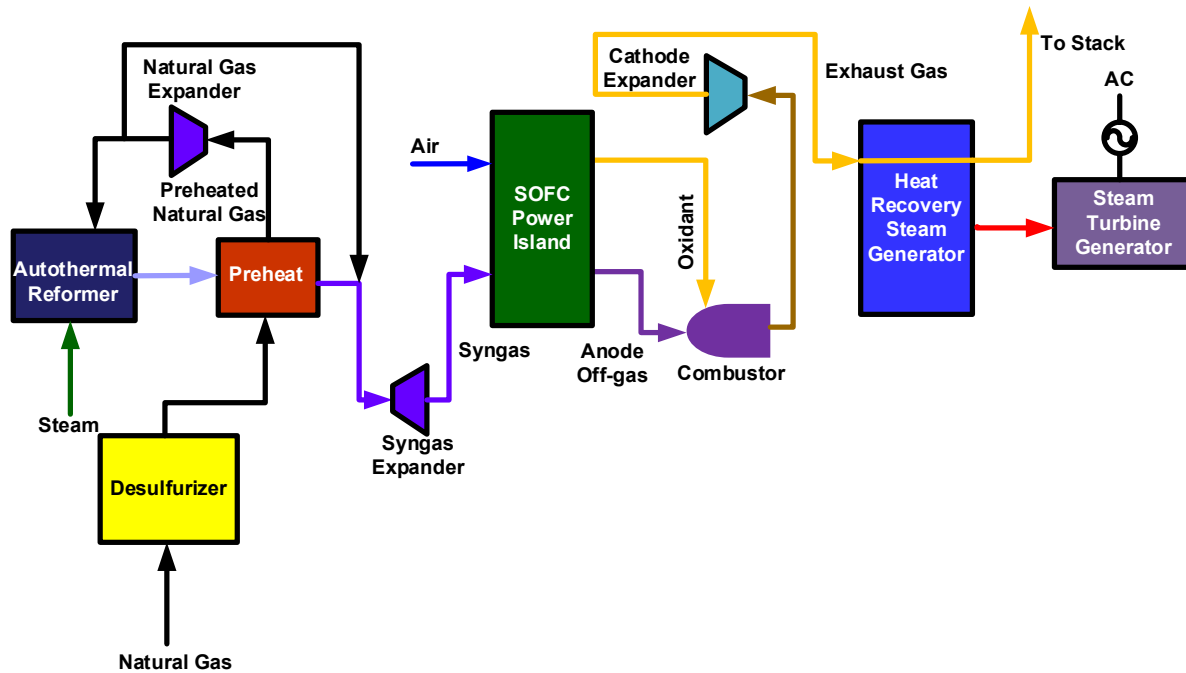 Natural Gas
Expander
Preheated
Natural Gas
Autothermal
Reformer
Preheat
Steam
Desulfurizer
Natural Gas
Syngas
Expander
Syngas
Air
SOFC
Power
Island
Cathode
Expander
Oxidant
Anode
Off-gas
Combustor
Exhaust Gas
To Stack
Heat
Recovery
Steam
Generator
AC
Steam
Turbine
Generator